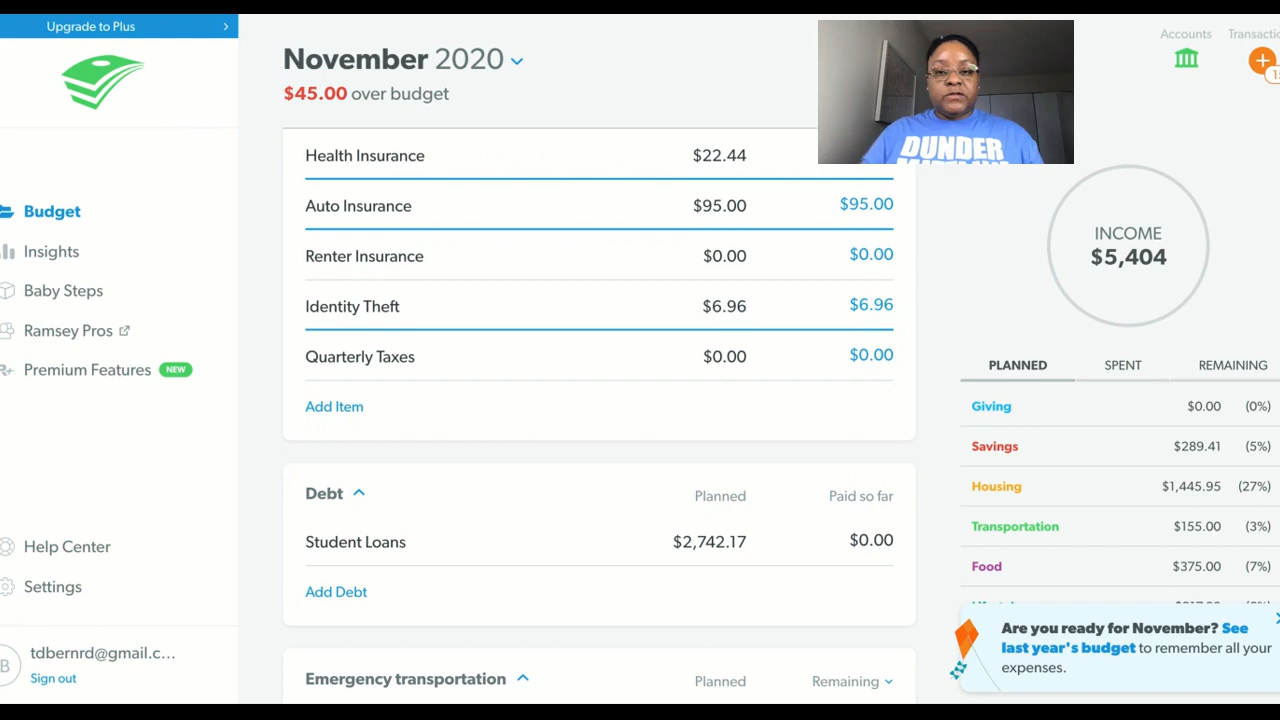 Upgrade to Plus
November 2020
$45.00 over budget
Accounts
DUNDER
Budget
Insights
Baby Steps
Ramsey Pros
Premium Features NEW
Help Center
Settings
B
tdbernrd@gmail.c...
Sign out
Health Insurance $22.44
Auto Insurance $95.00 $95.00
Renter Insurance $0.00 $0.00
Identity Theft $6.96 $6.96
Quarterly Taxes $0.00 $0.00
Add Item
Debt Planned Paid so far
Student Loans $2,742.17 $0.00
Add Debt
Emergency transportation Planned Remaining
INCOME
$5,404
PLANNED SPENT REMAINING
Giving $0.00 (0%)
Savings $289.41 (5%)
Housing $1,445.95 (27%)
Transportation $155.00 (3%)
Food $375.00 (7%)
Are you ready for November? See
last year's budget to remember all your
expenses.